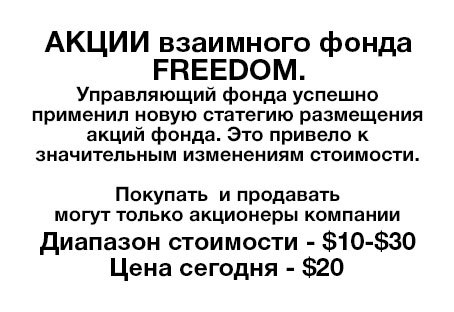 АКЦИИ взаимного фонда
FREEDOM.
Управляющий фонда успешно
применил новую статегию размещения
акций фонда. Это привело к
значительным изменениям стоимости.
Покупать и продавать
могут только акционеры компании
Диапазон стоимости - $10-$30
Цена сегодня - $20